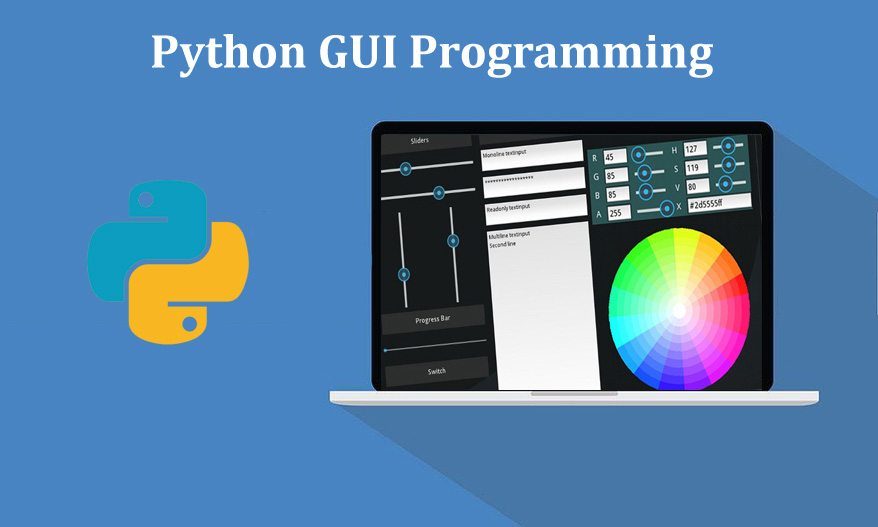 Python GUI Programming
Sliders
Progress Bar
Switch
Monoline textinput
******************
Readonly textinput
Multiline textinput
Second line
R 45 H 127
G 85 S 119
B 85 V 80
A 255 X #2d5555ff